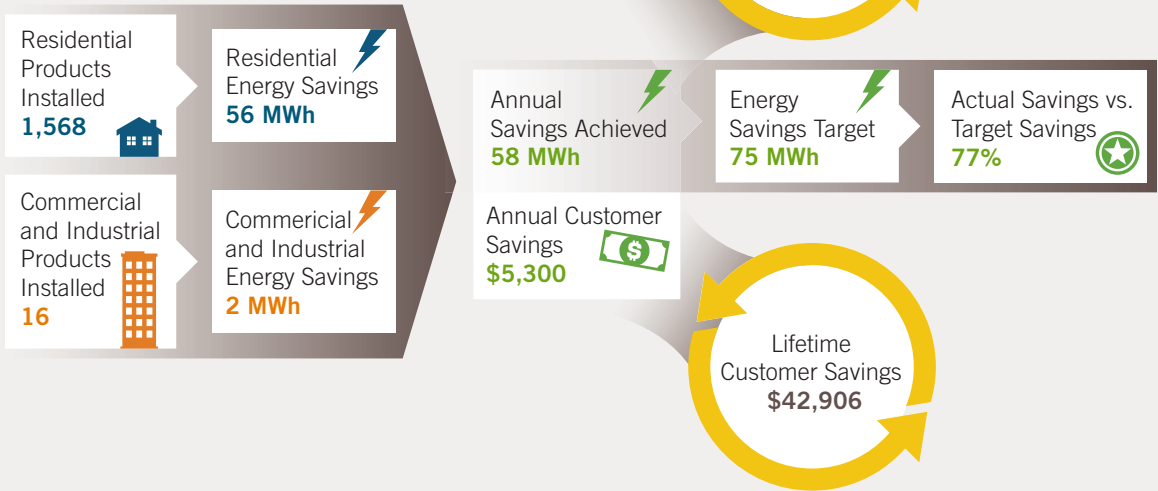 Residential
Products
Installed
1,568
Residential
Energy Savings
56 MWh
Commercial
and Industrial
Products
Installed
16
Commericial
and Industrial
Energy Savings
2 MWh
Annual
Savings Achieved
58 MWh
Energy
Savings Target
75 MWh
Actual Savings vs.
Target Savings
77%
Annual Customer
Savings
$5,300
$
Lifetime
Customer Savings
$42,906